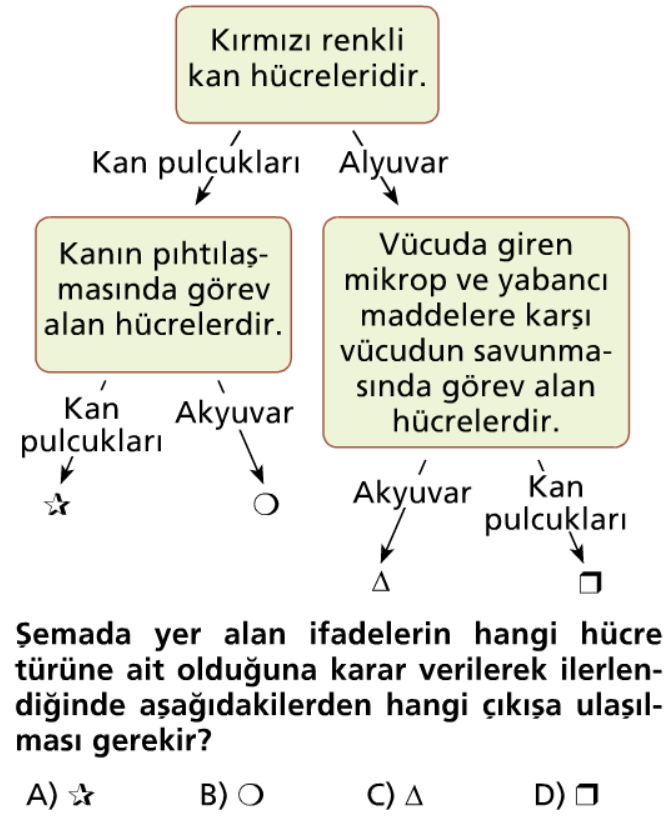 Kırmızı renkli
kan hücreleridir.
Kan pulcukları
Alyuvar
Kanın pıhtılaş-
masında görev
alan hücrelerdir.
Vücuda giren
mikrop ve yabancı
maddelere karşı
vücudun savunma-
sında görev alan
hücrelerdir.
Kan
pulcukları
Akyuvar
☆
❍
Akyuvar
Kan
pulcukları
∆
❒
Şemada yer alan ifadelerin hangi hücre
türüne ait olduğuna karar verilerek ilerlen-
diğinde aşağıdakilerden hangi çıkışa ulaşıl-
ması gerekir?
A) ☆ B) ❍ C) ∆ D) ❒